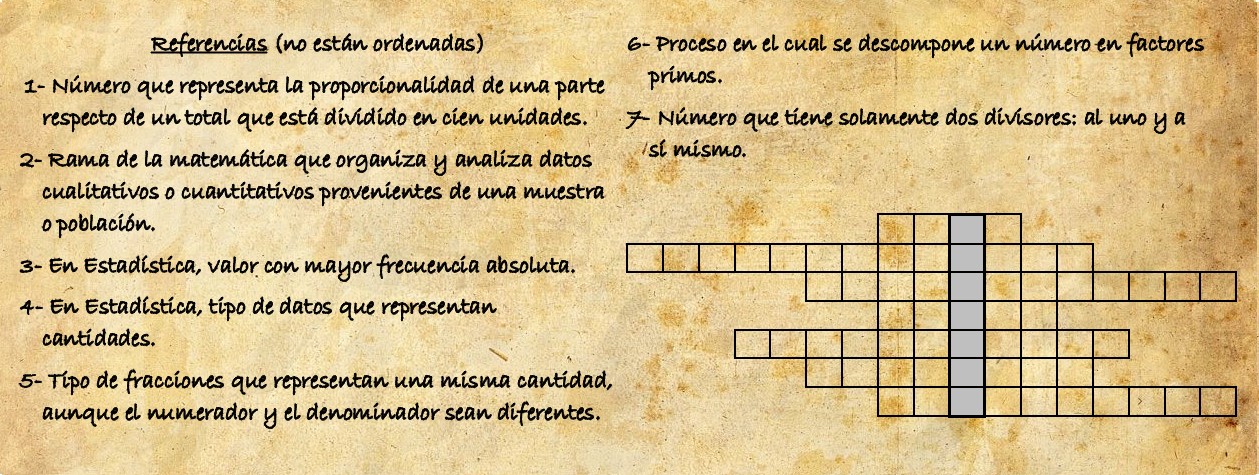 Referencias (no están ordenadas)
1- Número que representa la proporcionalidad de una parte
respecto de un total que está dividido en cien unidades.
2- Rama de la matemática que organiza y analiza datos
cualitativos o cuantitativos provenientes de una muestra
o población.
3- En Estadística, valor con mayor frecuencia absoluta.
4- En Estadística, tipo de datos que representan
cantidades.
5- Tipo de fracciones que representan una misma cantidad,
aunque el numerador y el denominador sean diferentes.
6- Proceso en el cual se descompone un número en factores
primos.
7- Número que tiene solamente dos divisores: al uno y a
sí mismo.